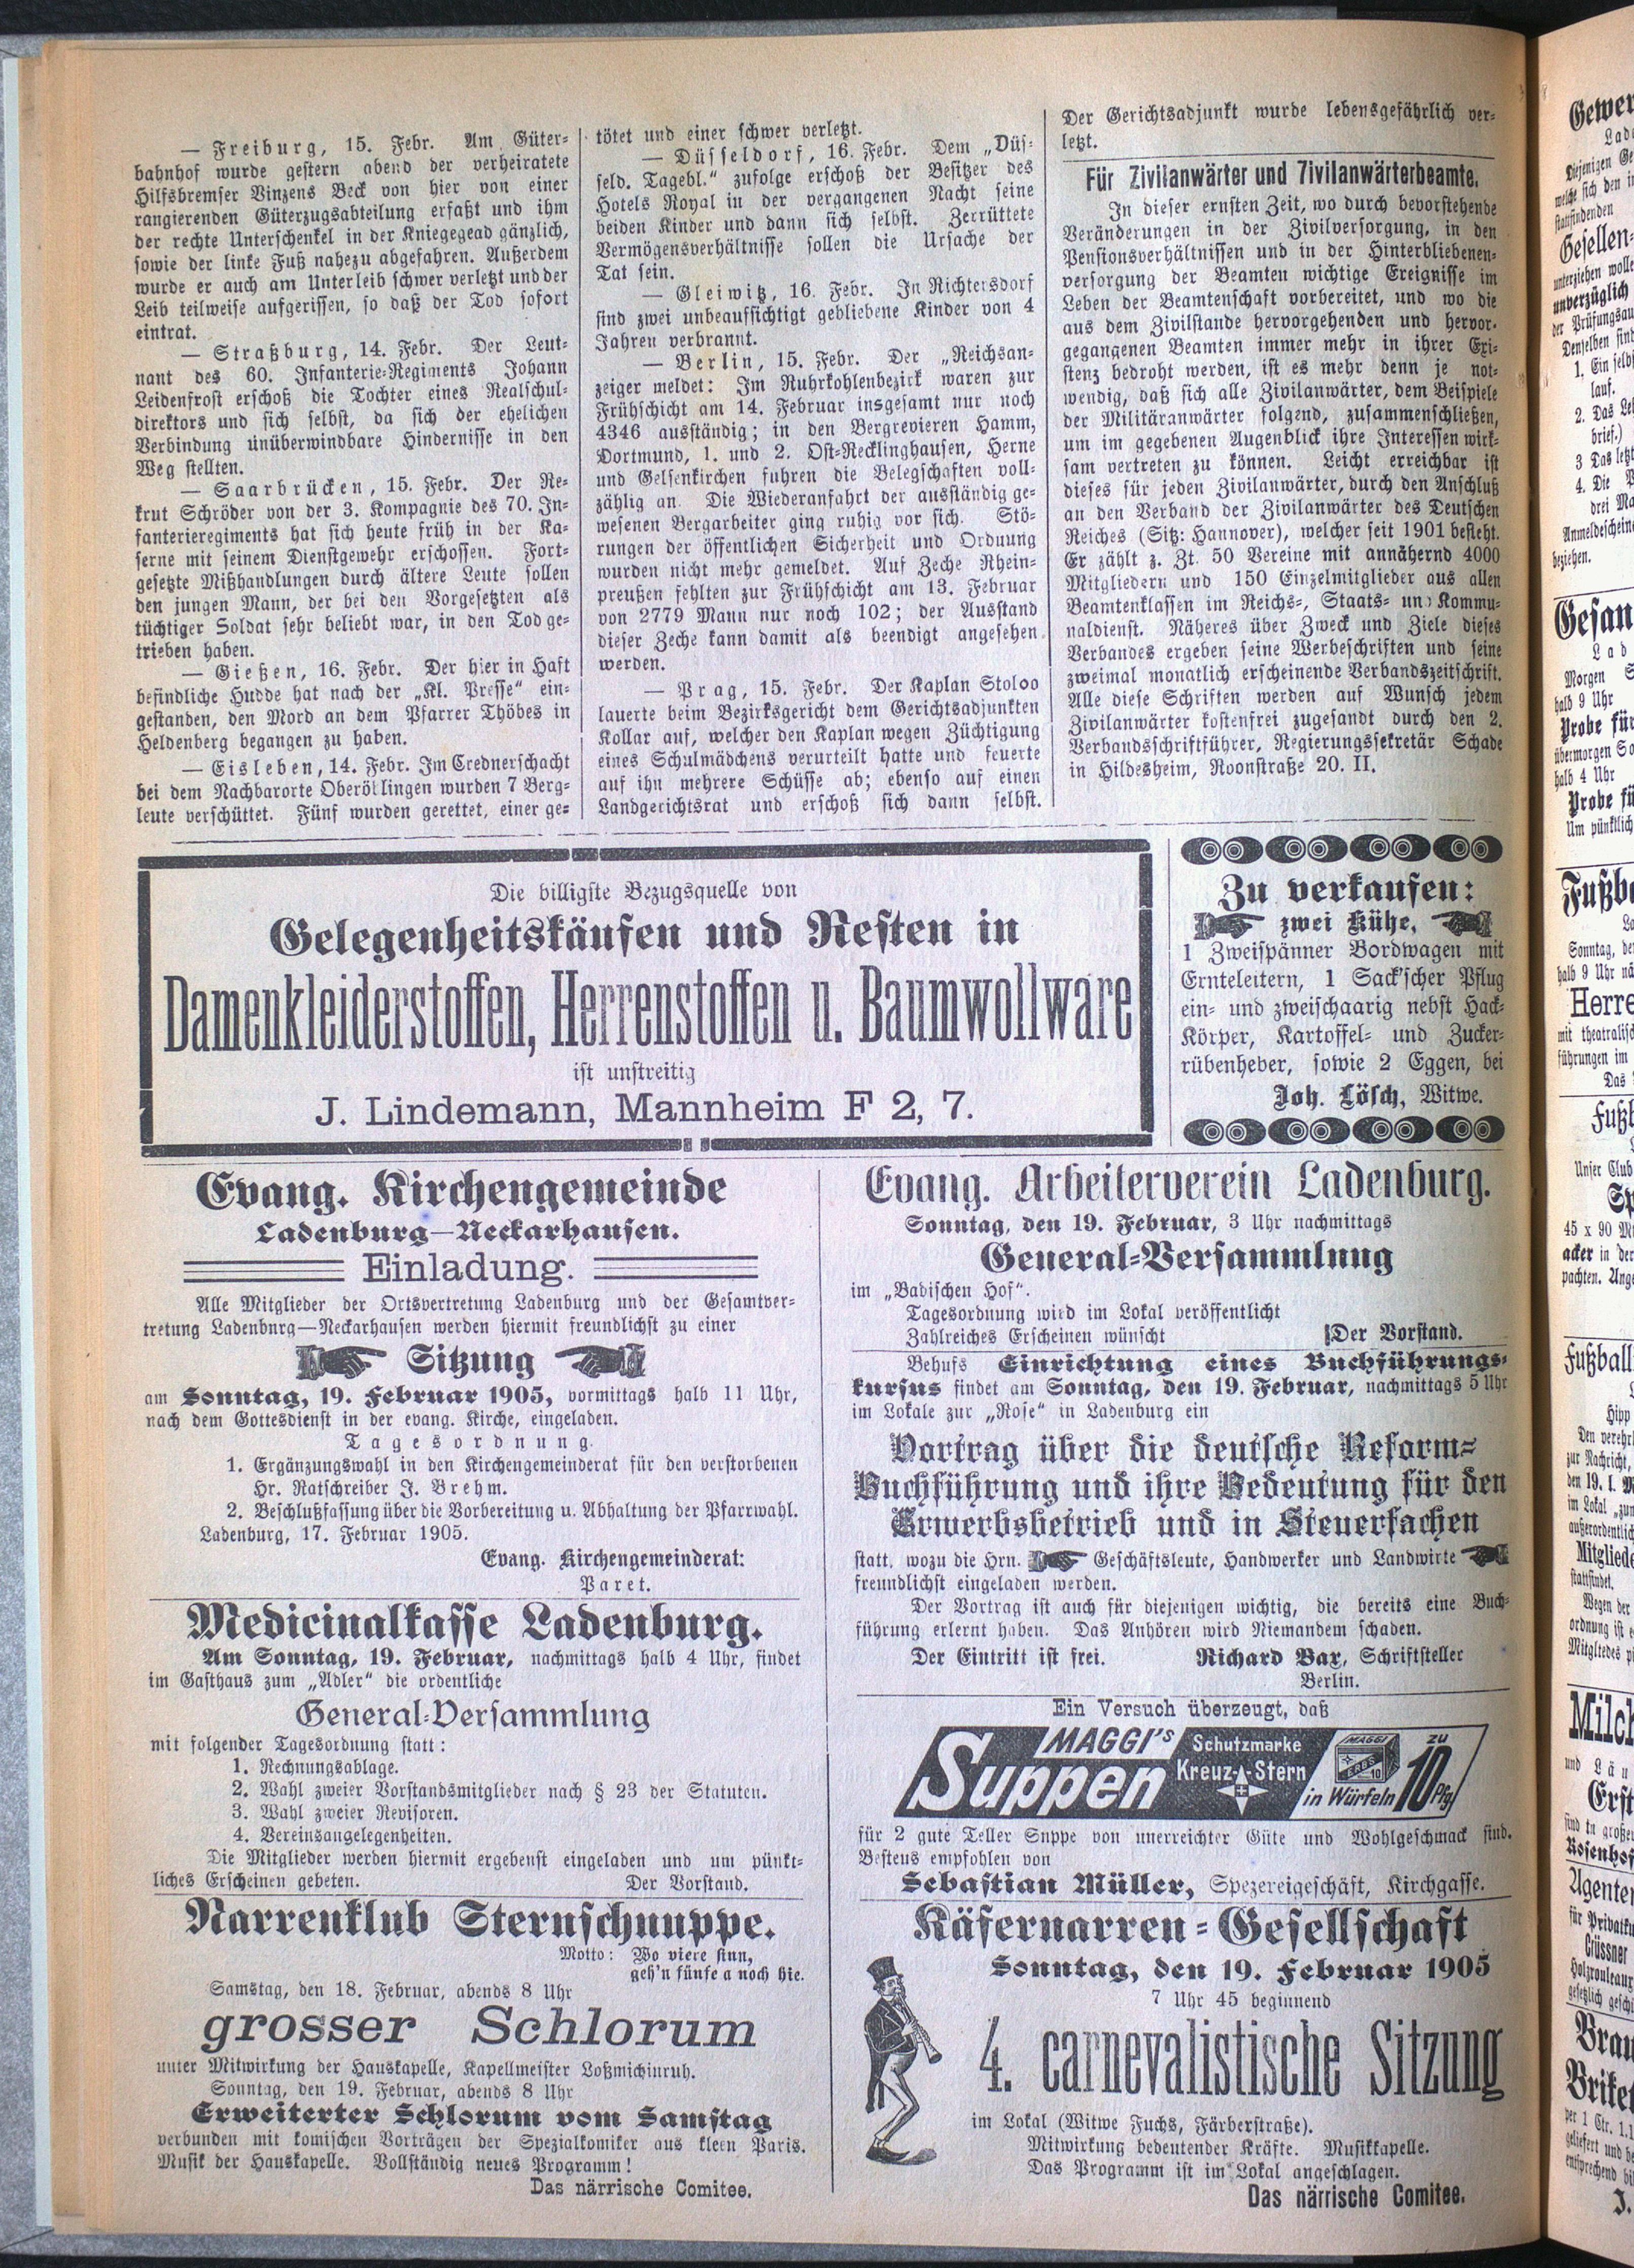 — Freiburg, 15. Febr. Am Güter-
bahnhof wurde gestern abend der verheiratete
Hilfsbremser Vinzens Beck von hier von einer
rangierenden Güterzugsabteilung erfaßt und ihm
der rechte Unterschenkel in der Kniegegead gänzlich,
sowie der linke Fuß nahezu abgefahren. Außerdem
wurde er auch am Unterleib schwer verletzt und der
Leib teilweise aufgerissen, so daß der Tod sofort
eintrat.
— Straßburg, 14. Febr. Der Leut-
nant des 60. Infanterie-Regiments Johann
Leidenfrost erschoß die Tochter eines Realschul-
direktors und sich selbst, da sich der ehelichen
Verbindung unüberwindbare Hindernisse in den
Weg stellten.
— Saarbrücken, 15. Febr. Der Re-
krut Schröder von der 3. Kompagnie des 70. In-
fanterieregiments hat sich heute früh in der Ka-
serne mit seinem Dienstgewehr erschossen. Fort-
gesetzte Mißhandlungen durch ältere Leute sollen
den jungen Mann, der bei den Vorgesetzten als
tüchtiger Soldat sehr beliebt war, in den Tod ge-
trieben haben.
— Gießen, 16. Febr. Der hier in Haft
befindliche Hudde hat nach der „Kl. Presse“ ein-
gestanden, den Mord an dem Pfarrer Thöbes in
Heldenberg begangen zu haben.
— Eisleben, 14. Febr. Im Crednerschacht
bei dem Nachbarorte Oberöllingen wurden 7 Berg-
leute verschüttet. Fünf wurden gerettet, einer ge-
tötet und einer schwer verletzt.
— Düsseldorf, 16. Febr. Dem „Düs-
seld. Tagebl.“ zufolge erschoß der Besitzer des
Hotels Royal in der vergangenen Nacht seine
beiden Kinder und dann sich selbst. Zerrüttete
Vermögensverhältnisse sollen die Ursache der
Tat sein.
— Gleiwitz, 16. Febr. In Richtersdorf
sind zwei unbeaufsichtigt gebliebene Kinder von 4
Jahren verbrannt.
— Berlin, 15. Febr. Der „Reichsan-
zeiger meldet: Im Ruhrkohlenbezirk waren zur
Frühschicht am 14. Februar insgesamt nur noch
4346 ausständig; in den Bergrevieren Hamm,
Dortmund, 1. und 2. Ost-Recklinghausen, Herne
und Gelsenkirchen fuhren die Belegschaften voll-
zählig an. Die Wiederanfahrt der ausständig ge-
wesenen Bergarbeiter ging ruhig vor sich. Stö-
rungen der öffentlichen Sicherheit und Ordnung
wurden nicht mehr gemeldet. Auf Zeche Rhein-
preußen fehlten zur Frühschicht am 13. Februar
von 2779 Mann nur noch 102; der Ausstand
dieser Zeche kann damit als beendigt angesehen
werden.
— Prag, 15. Febr. Der Kaplan Stoloo
lauerte beim Bezirksgericht dem Gerichtsadjunkten
Kollar auf, welcher den Kaplan wegen Züchtigung
eines Schulmädchens verurteilt hatte und feuerte
auf ihn mehrere Schüsse ab; ebenso auf einen
Landgerichtsrat und erschoß sich dann selbst.
Der Gerichtsadjunkt wurde lebensgefährlich ver-
letzt.
Für Zivilanwärter und Zivilanwärterbeamte.
In dieser ernsten Zeit, wo durch bevorstehende
Veränderungen in der Zivilversorgung, in den
Pensionsverhältnissen und in der Hinterbliebenen-
versorgung der Beamten wichtige Ereignisse im
Leben der Beamtenschaft vorbereitet, und wo die
aus dem Zivilstande hervorgehenden und hervor-
gegangenen Beamten immer mehr in ihrer Exi-
stenz bedroht werden, ist es mehr denn je not-
wendig, daß sich alle Zivilanwärter, dem Beispiele
der Militäranwärter folgend, zusammenschließen,
um im gegebenen Augenblick ihre Interessen wirk-
sam vertreten zu können. Leicht erreichbar ist
dieses für jeden Zivilanwärter, durch den Anschluß
an den Verband der Zivilanwärter des Deutschen
Reiches (Sitz: Hannover), welcher seit 1901 besteht.
Er zählt z. Zt. 50 Vereine mit annähernd 4000
Mitgliedern und 150 Einzelmitglieder aus allen
Beamtenklassen im Reichs-, Staats- und Kommu-
naldienst. Näheres über Zweck und Ziele dieses
Verbandes ergeben seine Werbeschriften und seine
zweimal monatlich erscheinende Verbandszeitschrift.
Alle diese Schriften werden auf Wunsch jedem
Zivilanwärter kostenfrei zugesandt durch den 2.
Verbandsschriftführer, Regierungssekretär Schade
in Hildesheim, Roonstraße 20. II.
Die billigste Bezugsquelle von
Gelegenheitskäufen und Resten in
Damenkleiderstoffen, Herrenstoffen u. Baumwollware
ist unstreitig
J. Lindemann, Mannheim F 2, 7.
Zu verkaufen:
zwei Kühe,
1 Zweispänner Bordwagen mit
Ernteleitern, 1 Sack'scher Pflug
ein- und zweischaarig nebst Hack-
Körper, Kartoffel- und Zucker-
rübenheber, sowie 2 Eggen, bei
Joh. Lösch, Witwe.
Evang. Kirchengemeinde
Ladenburg—Neckarhausen.
Einladung.
Alle Mitglieder der Ortsvertretung Ladenburg und der Gesamtver-
tretung Ladenbnrg—Neckarhausen werden hiermit freundlichst zu einer
Sitzung
am Sonntag, 19. Februar 1905, vormittags halb 11 Uhr,
nach dem Gottesdienst in der evang. Kirche, eingeladen.
Tagesordnung.
1. Ergänzungswahl in den Kirchengemeinderat für den verstorbenen
Hr. Ratschreiber J. Brehm.
2. Beschlußfassung über die Vorbereitung u. Abhaltung der Pfarrwahl.
Ladenburg, 17. Februar 1905.
Evang. Kirchengemeinderat:
Paret.
Medicinalkasse Ladenburg.
Am Sonntag, 19. Februar, nachmittags halb 4 Uhr, findet
im Gasthaus zum „Adler“ die ordentliche
General-Versammlung
mit folgender Tagesordnung statt:
1. Rechnungsablage.
2. Wahl zweier Vorstandsmitglieder nach § 23 der Statuten.
3. Wahl zweier Revisoren.
4. Vereinsangelegenheiten.
Die Mitglieder werden hiermit ergebenst eingeladen und um pünkt-
liches Erscheinen gebeten. Der Vorstand.
Narrenklub Sternschnuppe.
Motto: Wo viere sinn,
geh'n fünfe a noch hie.
Samstag, den 18. Februar, abends 8 Uhr
grosser Schlorum
unter Mitwirkung der Hauskapelle, Kapellmeister Loßmichinruh.
Sonntag, den 19. Februar, abends 8 Uhr
Erweiterter Schlorum vom Samstag
verbunden mit komischen Vorträgen der Spezialkomiker aus kleen Paris.
Musik der Hauskapelle. Vollständig neues Programm!
Das närrische Comitee.
Evang. Arbeiterverein Ladenburg.
Sonntag, den 19. Februar, 3 Uhr nachmittags
General-Versammlung
im „Badischen Hof“.
Tagesordnung wird im Lokal veröffentlicht
Zahlreiches Erscheinen wünscht Der Vorstand.
Behufs Einrichtung eines Buchführungs-
kursus findet am Sonntag, den 19. Februar, nachmittags 5 Uhr
im Lokale zur „Rose“ in Ladenburg ein
Vortrag über die deutsche Reform-
Buchführung und ihre Bedeutung für den
Erwerbsbetrieb und in Steuersachen
statt, wozu die Hrn. Geschäftsleute, Handwerker und Landwirte
freundlichst eingeladen werden.
Der Vortrag ist auch für diejenigen wichtig, die bereits eine Buch-
führung erlernt haben. Das Anhören wird Niemandem schaden.
Der Eintritt ist frei. Richard Bax, Schriftsteller
Berlin.
Ein Versuch überzeugt, daß
MAGGI's
Suppen
Schutzmarke
Kreuz-Stern
MAGGI
ERBS
10
in Würfeln
zu
10 Pfg
für 2 gute Teller Suppe von unerreichter Güte und Wohlgeschmack sind.
Bestens empfohlen von
Sebastian Müller, Spezereigeschäft, Kirchgasse.
Käfernarren-Gesellschaft
Sonntag, den 19. Februar 1905
7 Uhr 45 beginnend
4. carnevalistische Sitzung
im Lokal (Witwe Fuchs, Färberstraße).
Mitwirkung bedeutender Kräfte. Musikkapelle.
Das Programm ist im Lokal angeschlagen.
Das närrische Comitee.